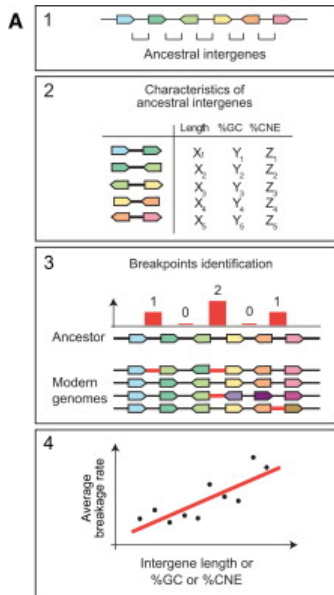 A
1
Ancestral intergenes
2
Characteristics of
ancestral intergenes
Length %GC %CNE
X1 Y1 Z1
X2 Y2 Z2
X3 Y3 Z3
X4 Y4 Z4
X5 Y5 Z5
3
Breakpoints identification
1 0 2 0 1
Ancestor
Modern
genomes
4
Average
breakage rate
Intergene length or
%GC or %CNE